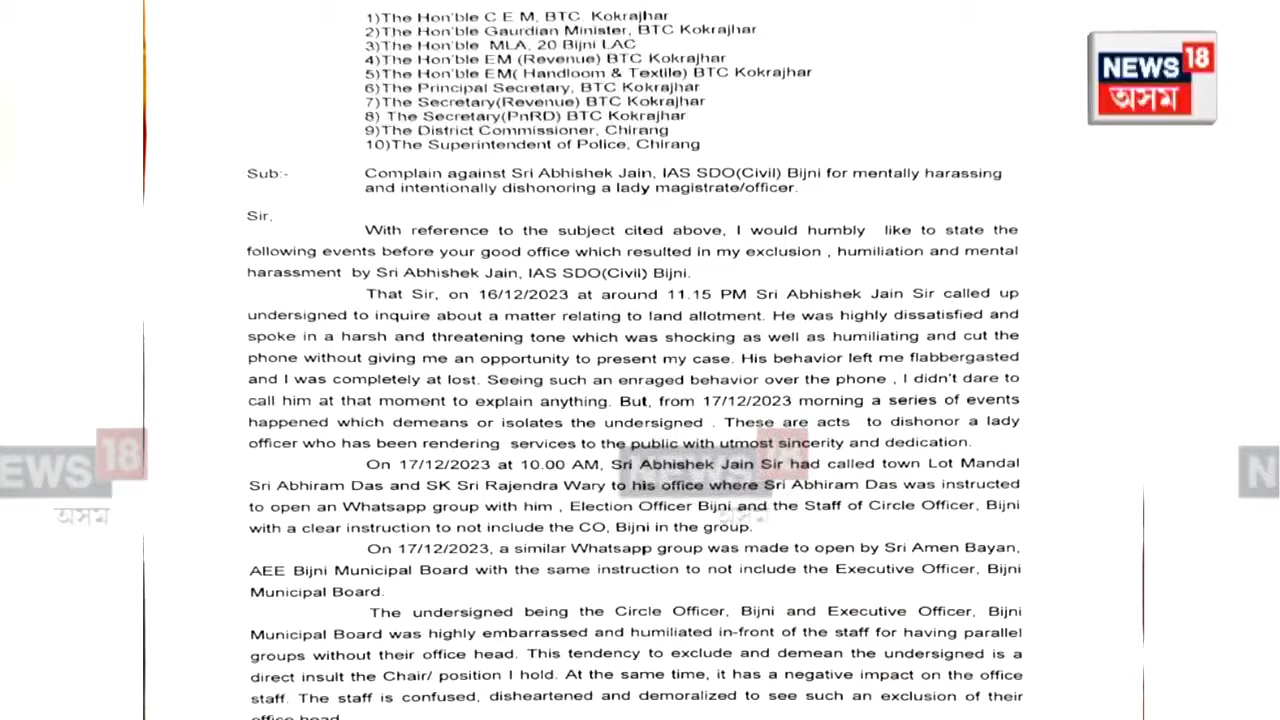 1)The Hon'ble C E M, BTC. Kokrajhar
2)The Hon'ble Gaurdian Minister, BTC Kokrajhar
3)The Hon'ble MLA, 20 Bijni LAC
4)The Hon'ble EM (Revenue) BTC Kokrajhar
5)The Hon'ble EM( Handloom & Textile) BTC Kokrajhar
6)The Principal Secretary, BTC Kokrajhar
7)The Secretary(Revenue) BTC Kokrajhar
8) The Secretary(PnRD) BTC Kokrajhar
9)The District Commissioner, Chirang
10)The Superintendent of Police, Chirang
NEWS 18
অসম
Sub:- Complain against Sri Abhishek Jain, IAS SDO(Civil) Bijni for mentally harassing
and intentionally dishonoring a lady magistrate/officer.
Sir,
With reference to the subject cited above, I would humbly like to state the
following events before your good office which resulted in my exclusion , humiliation and mental
harassment by Sri Abhishek Jain, IAS SDO(Civil) Bijni.
That Sir, on 16/12/2023 at around 11.15 PM Sri Abhishek Jain Sir called up
undersigned to inquire about a matter relating to land allotment. He was highly dissatisfied and
spoke in a harsh and threatening tone which was shocking as well as humiliating and cut the
phone without giving me an opportunity to present my case. His behavior left me flabbergasted
and I was completely at lost. Seeing such an enraged behavior over the phone , I didn't dare to
call him at that moment to explain anything. But, from 17/12/2023 morning a series of events
happened which demeans or isolates the undersigned . These are acts to dishonor a lady
officer who has been rendering services to the public with utmost sincerity and dedication.
On 17/12/2023 at 10.00 AM, Sri Abhishek Jain Sir had called town Lot Mandal
Sri Abhiram Das and SK Sri Rajendra Wary to his office where Sri Abhiram Das was instructed
to open an Whatsapp group with him , Election Officer Bijni and the Staff of Circle Officer, Bijni
with a clear instruction to not include the CO, Bijni in the group.
On 17/12/2023, a similar Whatsapp group was made to open by Sri Amen Bayan,
AEE Bijni Municipal Board with the same instruction to not include the Executive Officer, Bijni
Municipal Board.
The undersigned being the Circle Officer, Bijni and Executive Officer, Bijni
Municipal Board was highly embarrassed and humiliated in-front of the staff for having parallel
groups without their office head. This tendency to exclude and demean the undersigned is a
direct insult the Chair/ position I hold. At the same time, it has a negative impact on the office
staff. The staff is confused, disheartened and demoralized to see such an exclusion of their
office head
EWS 18
অসম
NEWS 18
অসম
N